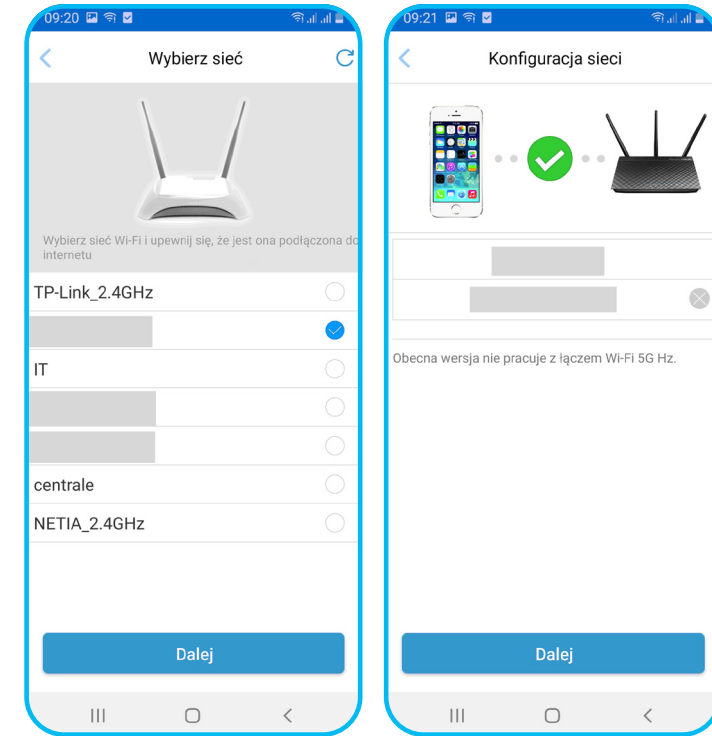 09:20
Wybierz sieć
Wybierz sieć Wi-Fi i upewnij się, że jest ona podłączona do
internetu
TP-Link_2.4GHz
IT
centrale
NETIA_2.4GHz
Dalej
09:21
Konfiguracja sieci
Obecna wersja nie pracuje z łączem Wi-Fi 5G Hz.
Dalej